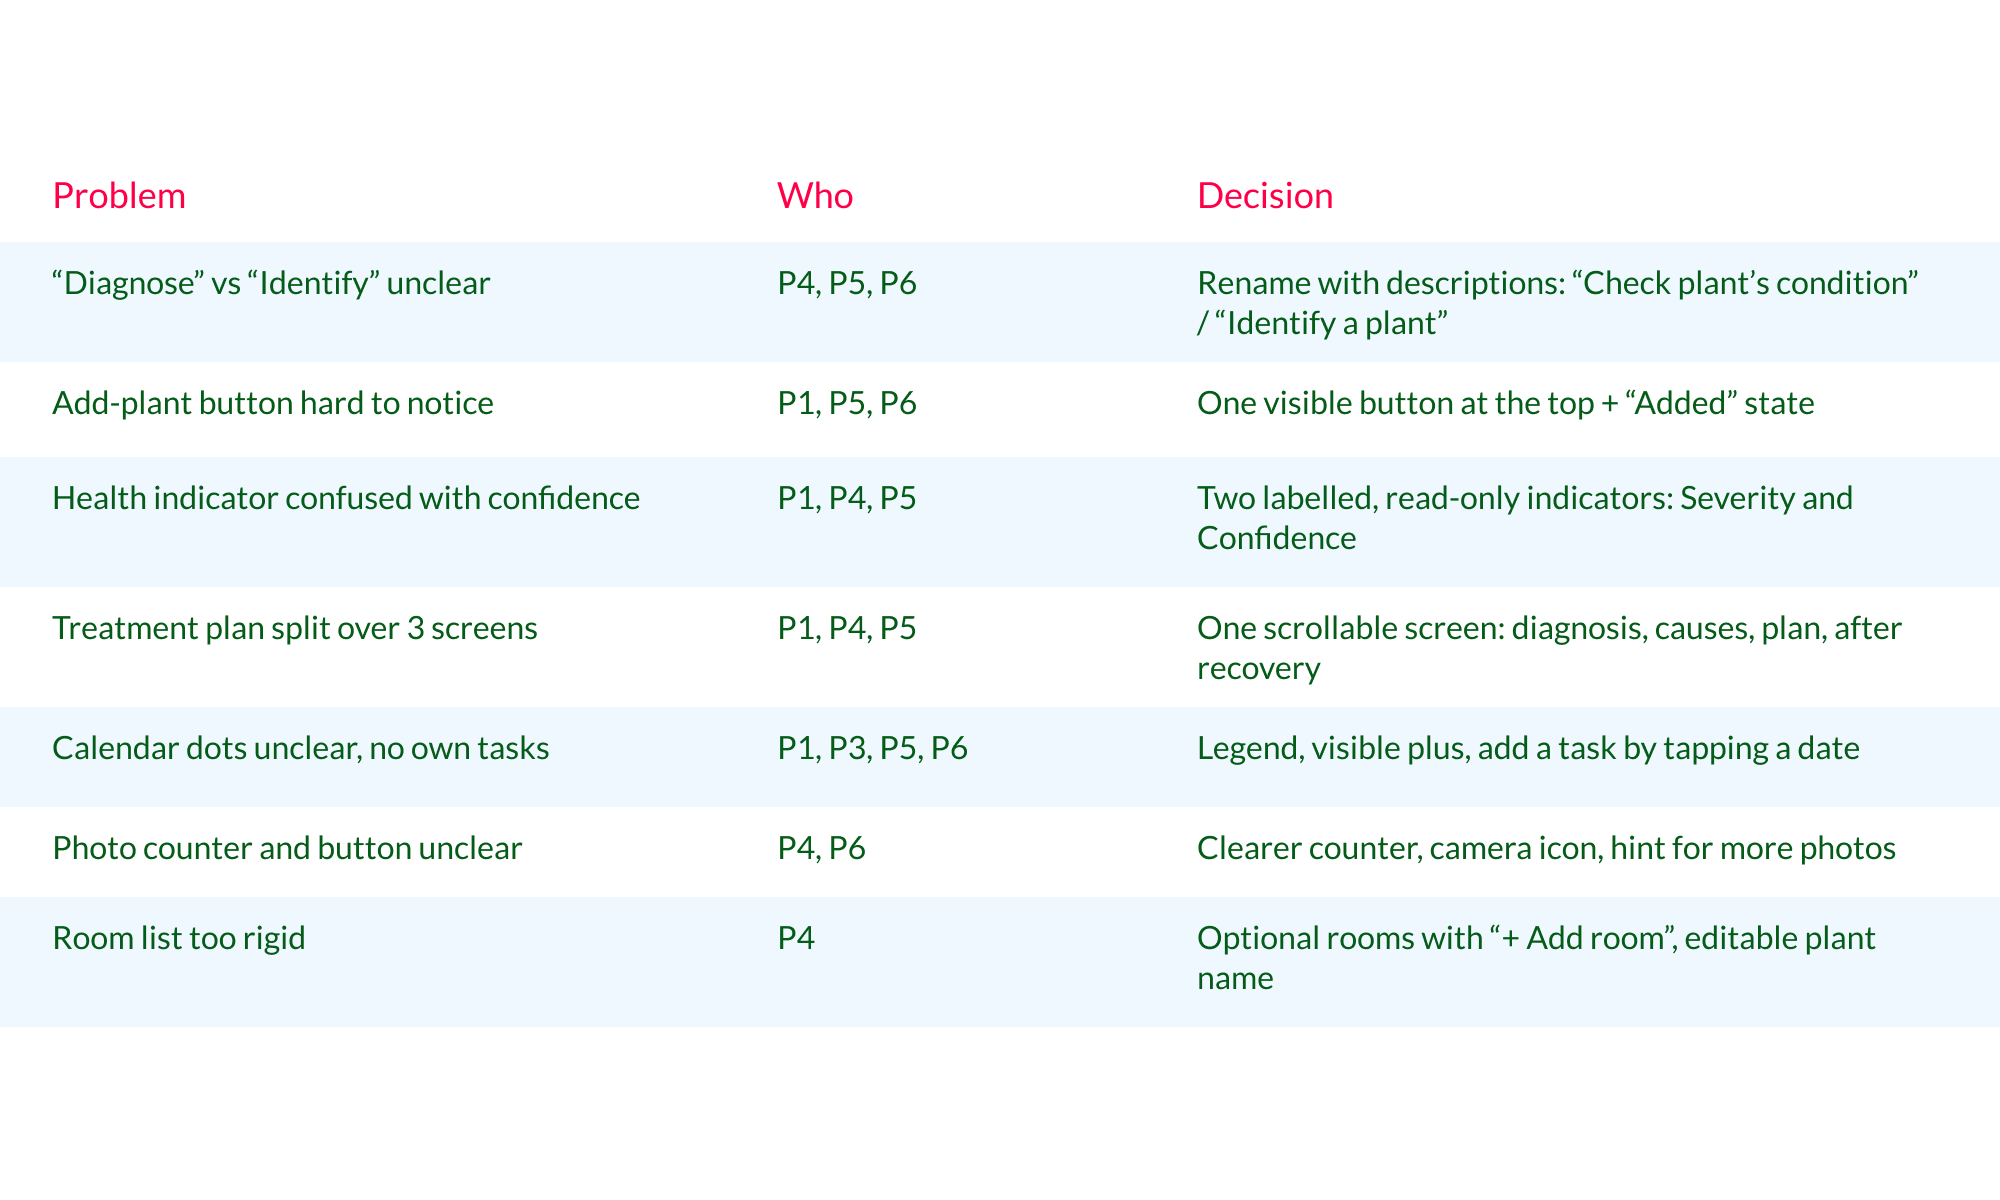 Problem Who Decision
“Diagnose” vs “Identify” unclear P4, P5, P6 Rename with descriptions: “Check plant’s condition”
/ “Identify a plant”
Add-plant button hard to notice P1, P5, P6 One visible button at the top + “Added” state
Health indicator confused with confidence P1, P4, P5 Two labelled, read-only indicators: Severity and
Confidence
Treatment plan split over 3 screens P1, P4, P5 One scrollable screen: diagnosis, causes, plan, after
recovery
Calendar dots unclear, no own tasks P1, P3, P5, P6 Legend, visible plus, add a task by tapping a date
Photo counter and button unclear P4, P6 Clearer counter, camera icon, hint for more photos
Room list too rigid P4 Optional rooms with “+ Add room”, editable plant
name